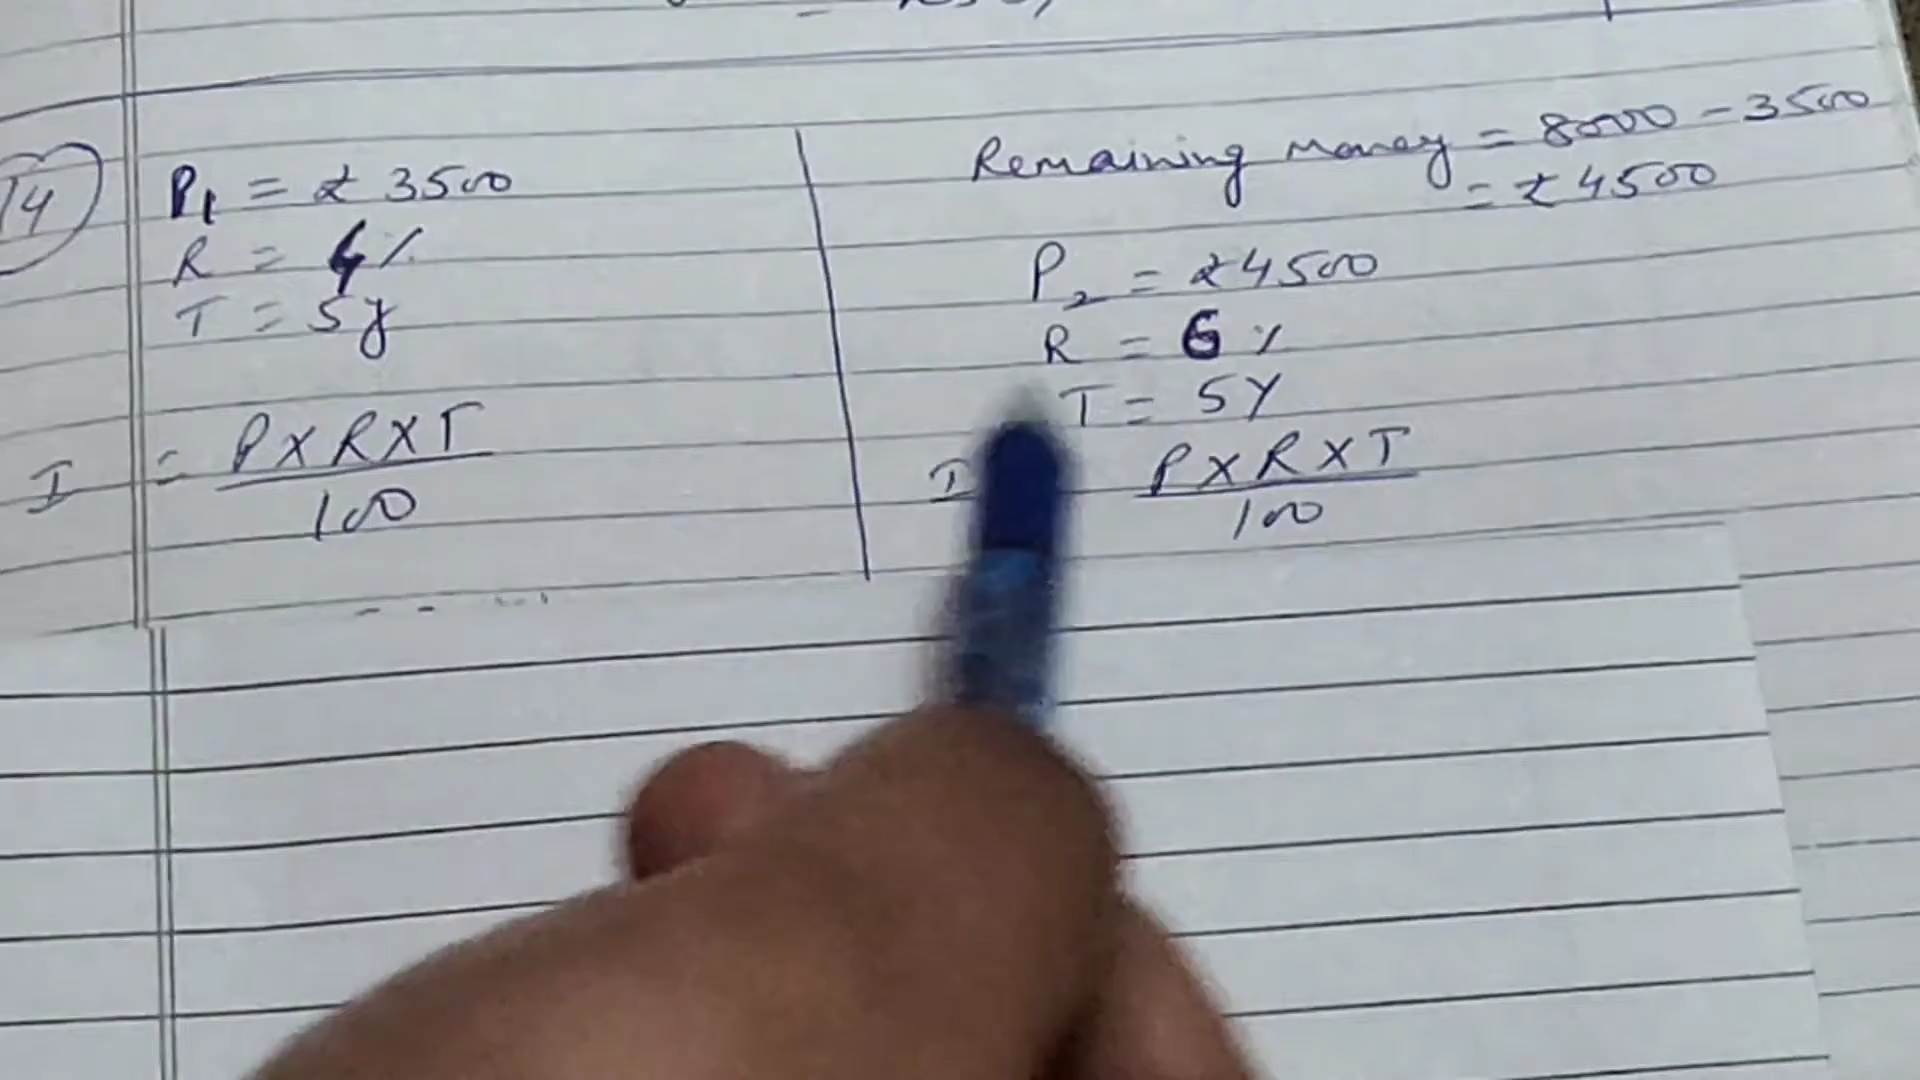 14
P₁ = ₹ 3500
R = 4%
T = 5y
I = P×R×T
100
Remaining money = 8000 - 3500
= ₹ 4500
P₂ = ₹ 4500
R = 6%
T = 5Y
I P×R×T
100